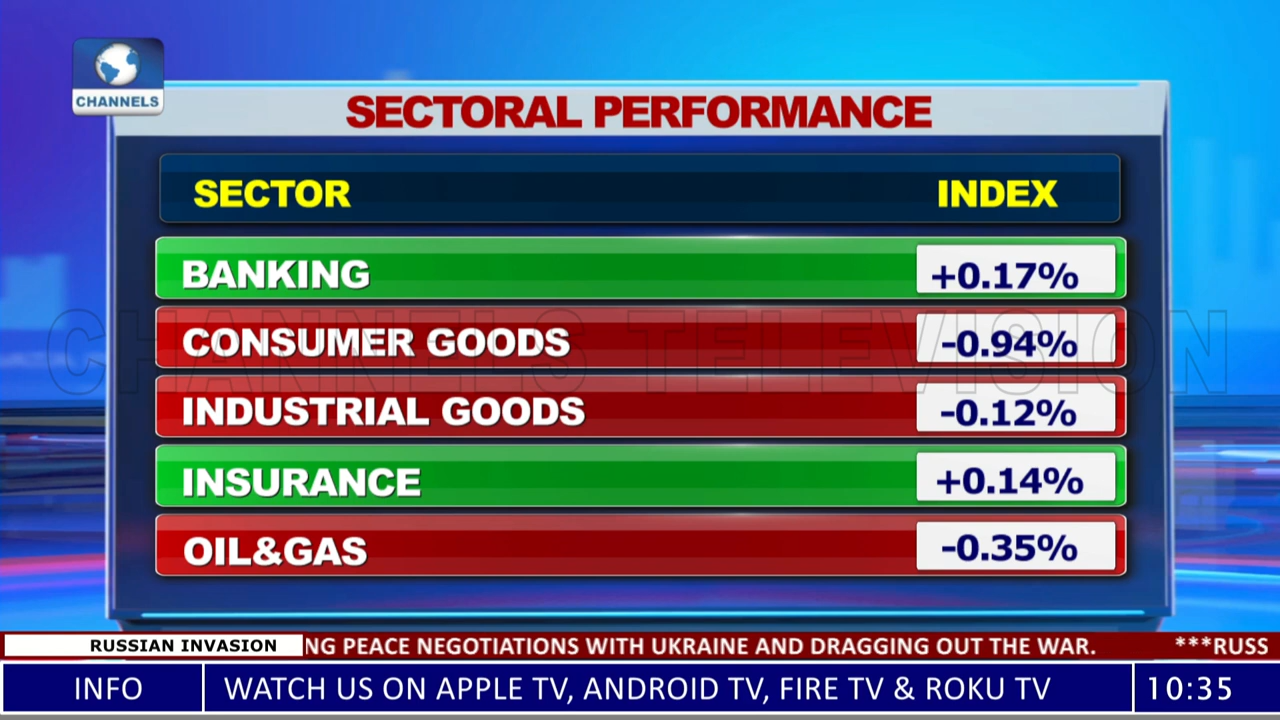 CHANNELS
SECTORAL PERFORMANCE
SECTOR INDEX
BANKING +0.17%
CONSUMER GOODS -0.94%
CHANNELS TELEVISION
INDUSTRIAL GOODS -0.12%
INSURANCE +0.14%
OIL&GAS -0.35%
RUSSIAN INVASION NG PEACE NEGOTIATIONS WITH UKRAINE AND DRAGGING OUT THE WAR. ***RUSS
INFO WATCH US ON APPLE TV, ANDROID TV, FIRE TV & ROKU TV 10:35